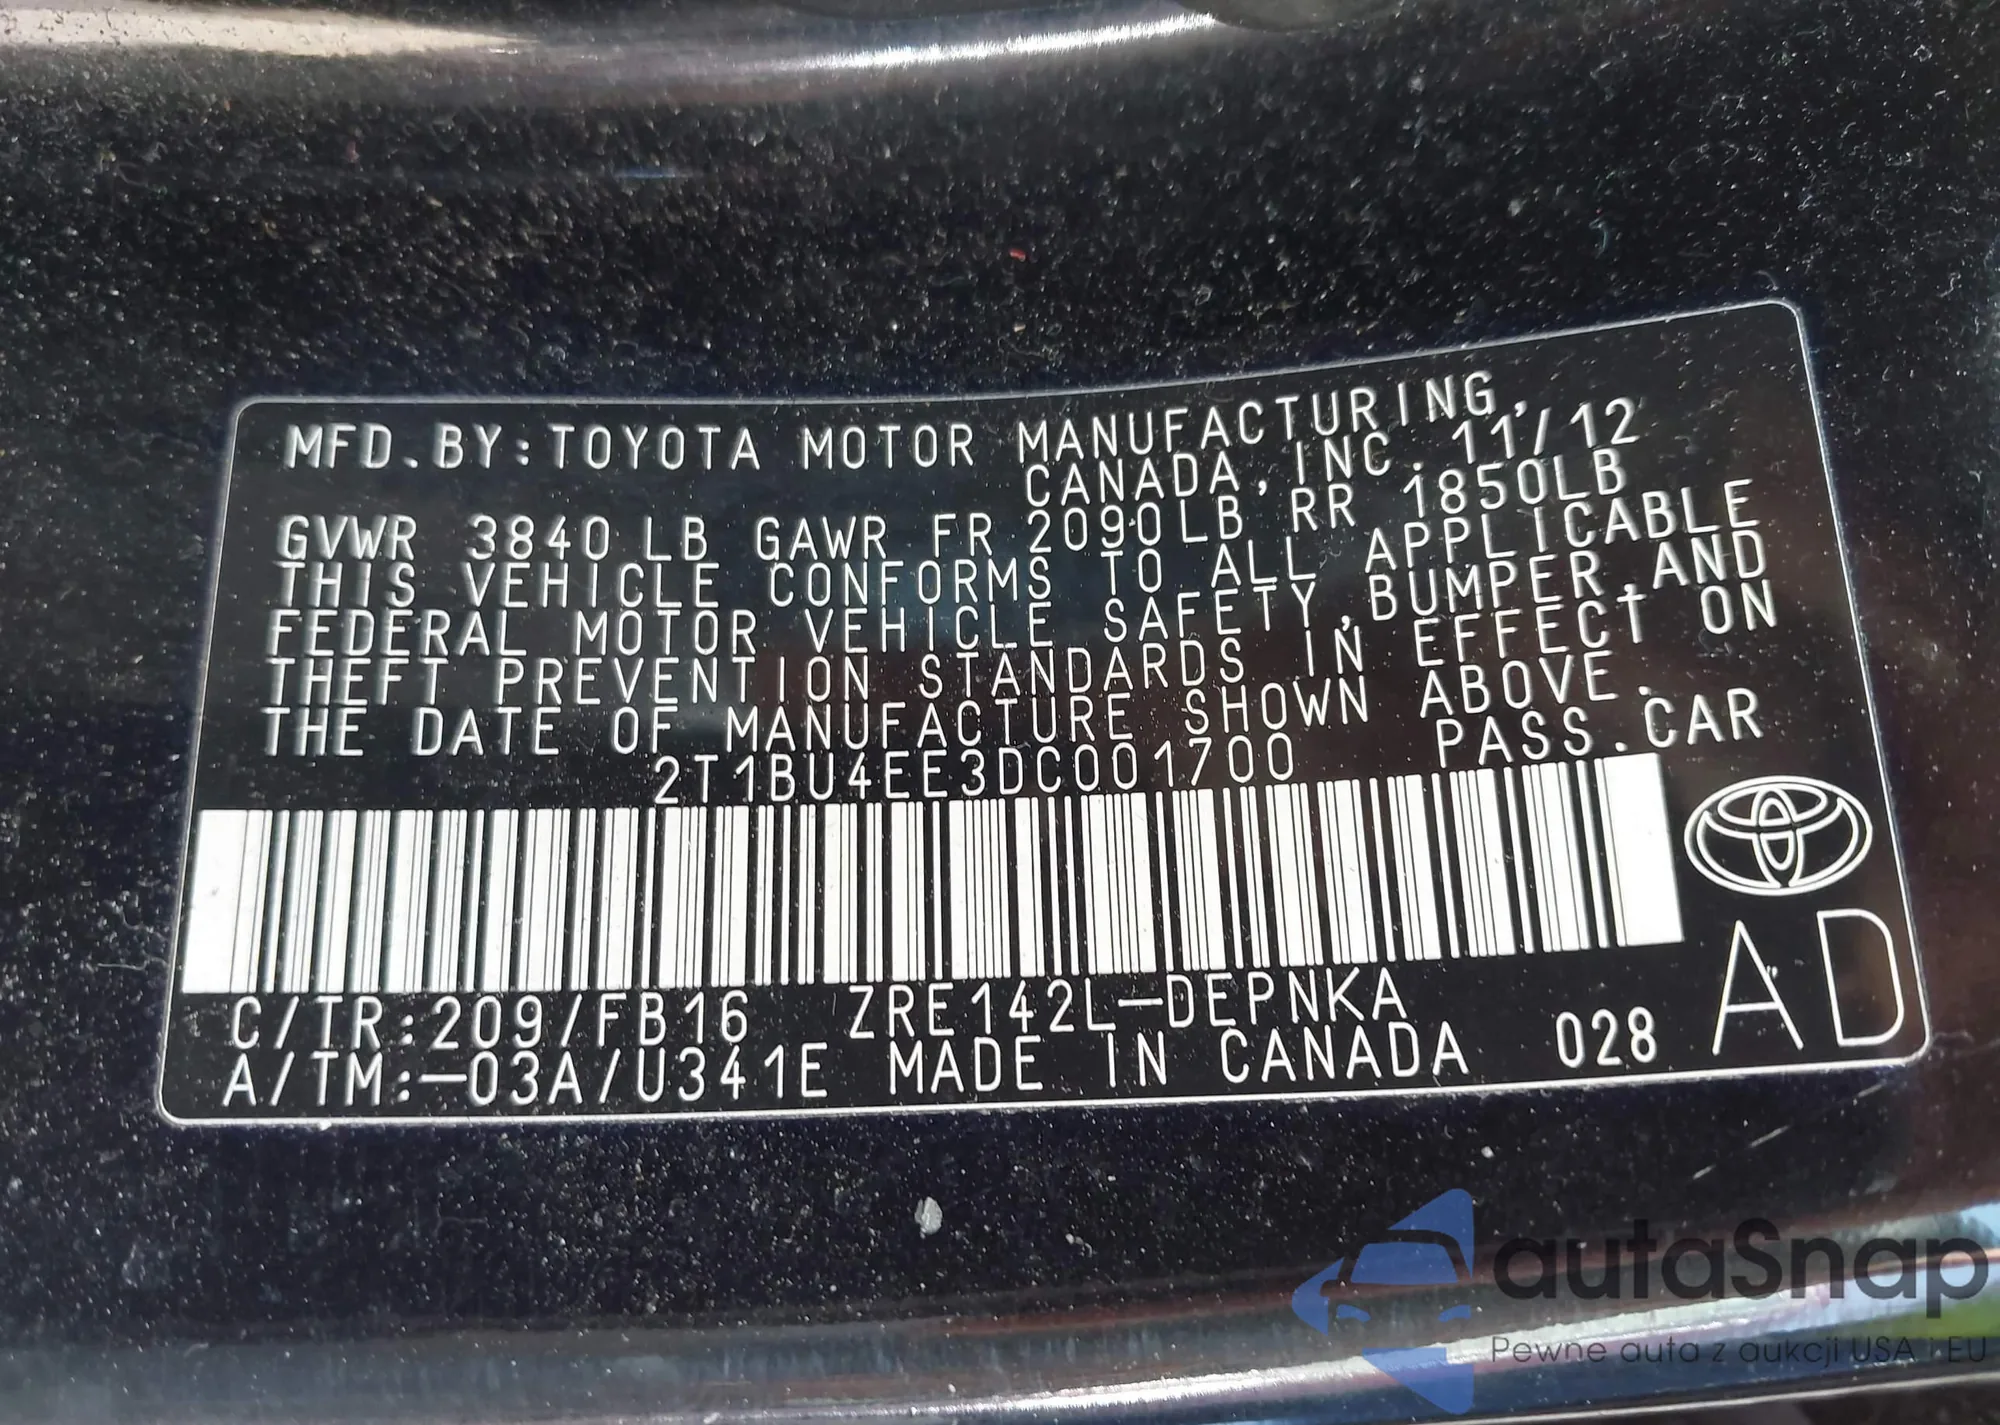 MFD.BY:TOYOTA MOTOR MANUFACTURING,
CANADA,INC. 11/12
GVWR 3840LB GAWR FR 2090LB RR 1850LB
THIS VEHICLE CONFORMS TO ALL APPLICABLE
FEDERAL MOTOR VEHICLE SAFETY,BUMPER,AND
THEFT PREVENTION STANDARDS IN EFFECT ON
THE DATE OF MANUFACTURE SHOWN ABOVE.
2T1BU4EE3DC001700 PASS.CAR
C/TR:209/FB16 ZRE142L-DEPNKA
A/TM:-03A/U341E MADE IN CANADA 028 AD
autaSnap
Pewne auta z aukcji USA i EU